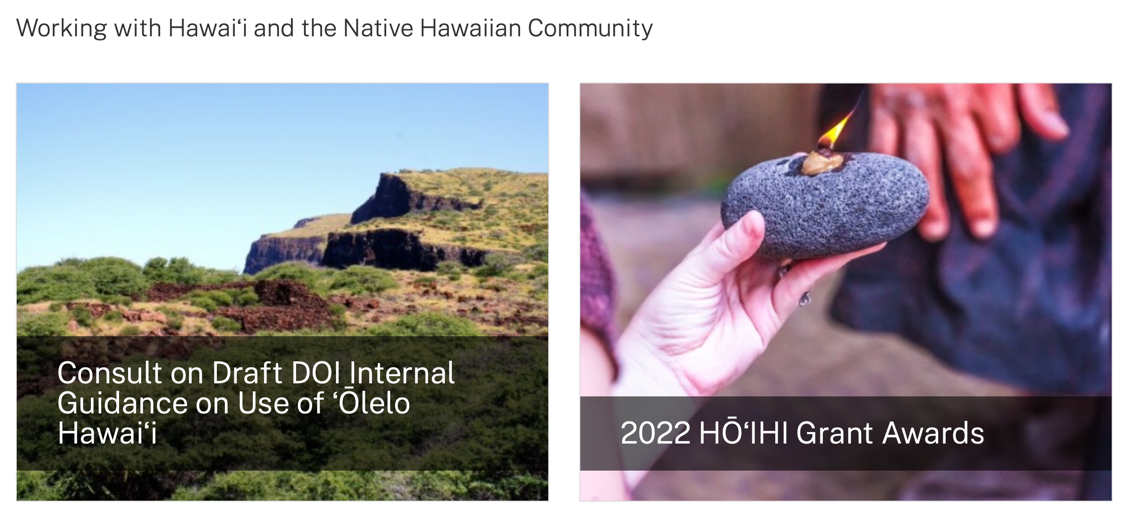 Working with Hawaiʻi and the Native Hawaiian Community
Consult on Draft DOI Internal
Guidance on Use of ʻŌlelo
Hawaiʻi
2022 HŌʻIHI Grant Awards